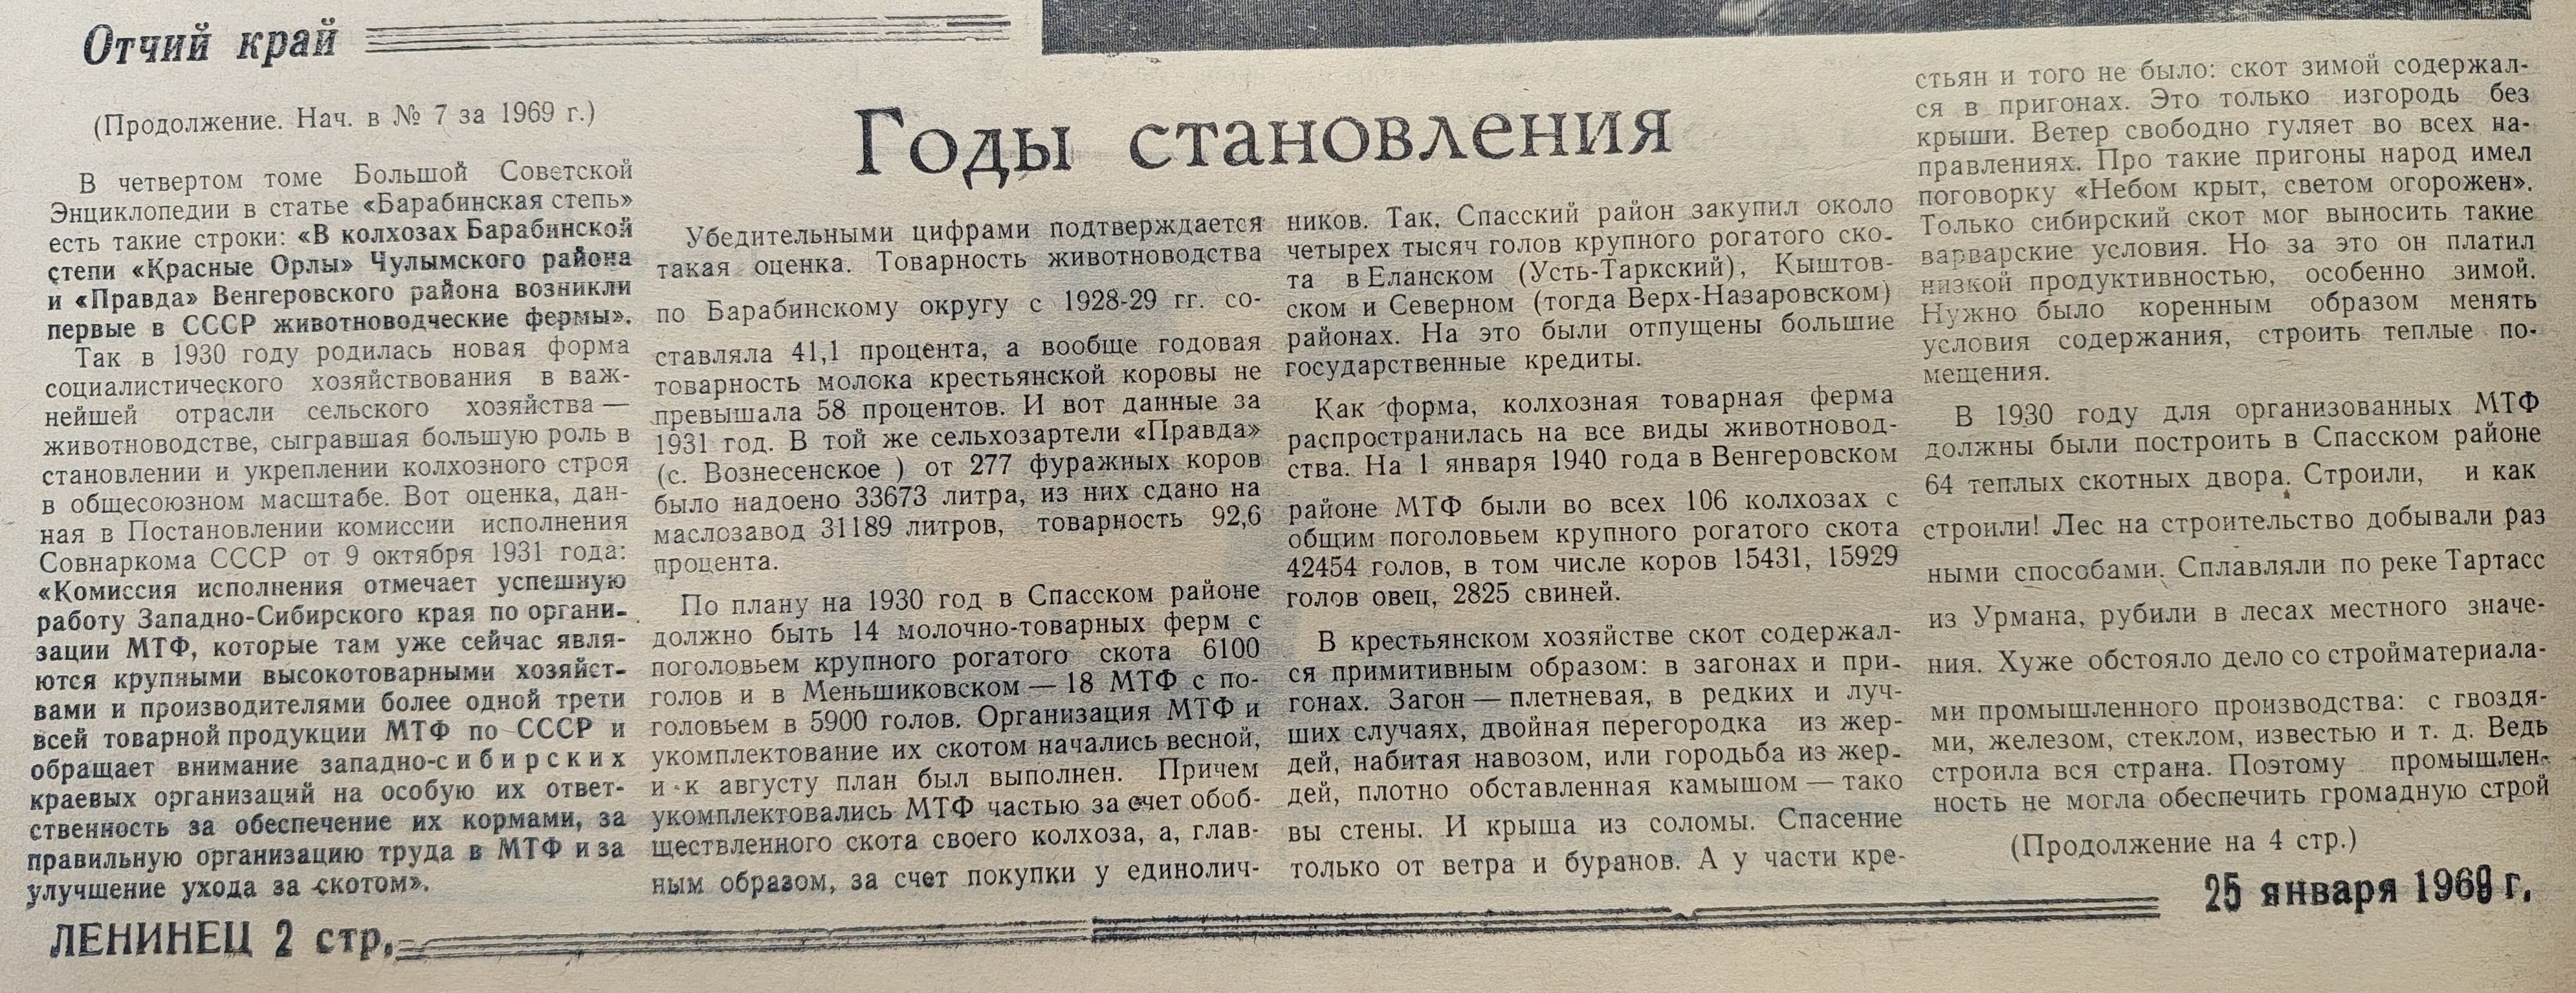 Отчий край
(Продолжение. Нач. в № 7 за 1969 г.)
Годы становления
В четвертом томе Большой Советской
Энциклопедии в статье «Барабинская степь»
есть такие строки: «В колхозах Барабинской
степи «Красные Орлы» Чулымского района
и «Правда» Венгеровского района возникли
первые в СССР животноводческие фермы».
Так в 1930 году родилась новая форма
социалистического хозяйствования в важ-
нейшей отрасли сельского хозяйства —
животноводстве, сыгравшая большую роль в
становлении и укреплении колхозного строя
в общесоюзном масштабе. Вот оценка, дан-
ная в Постановлении комиссии исполнения
Совнаркома СССР от 9 октября 1931 года:
«Комиссия исполнения отмечает успешную
работу Западно-Сибирского края по органи-
зации МТФ, которые там уже сейчас явля-
ются крупными высокотоварными хозяйст-
вами и производителями более одной трети
всей товарной продукции МТФ по СССР и
обращает внимание западно-сибирских
краевых организаций на особую их ответ-
ственность за обеспечение их кормами, за
правильную организацию труда в МТФ и за
улучшение ухода за скотом».
Убедительными цифрами подтверждается
такая оценка. Товарность животноводства
по Барабинскому округу с 1928-29 гг. со-
ставляла 41,1 процента, а вообще годовая
товарность молока крестьянской коровы не
превышала 58 процентов. И вот данные за
1931 год. В той же сельхозартели «Правда»
(с. Вознесенское ) от 277 фуражных коров
было надоено 33673 литра, из них сдано на
маслозавод 31189 литров, товарность 92,6
процента.
По плану на 1930 год в Спасском районе
должно быть 14 молочно-товарных ферм с
поголовьем крупного рогатого скота 6100
голов и в Меньшиковском — 18 МТФ с по-
головьем в 5900 голов. Организация МТФ и
укомплектование их скотом начались весной,
и к августу план был выполнен. Причем
укомплектовались МТФ частью за счет обоб-
ществленного скота своего колхоза, а, глав-
ным образом, за счет покупки у единолич-
ников. Так, Спасский район закупил около
четырех тысяч голов крупного рогатого ско-
та в Еланском (Усть-Таркский), Кыштов-
ском и Северном (тогда Верх-Назаровском)
районах. На это были отпущены большие
государственные кредиты.
Как форма, колхозная товарная ферма
распространилась на все виды животновод-
ства. На 1 января 1940 года в Венгеровском
районе МТФ были во всех 106 колхозах с
общим поголовьем крупного рогатого скота
42454 голов, в том числе коров 15431, 15929
голов овец, 2825 свиней.
В крестьянском хозяйстве скот содержал-
ся примитивным образом: в загонах и при-
гонах. Загон — плетневая, в редких и луч-
ших случаях, двойная перегородка из жер-
дей, набитая навозом, или городьба из жер-
дей, плотно обставленная камышом — тако
вы стены. И крыша из соломы. Спасение
только от ветра и буранов. А у части кре-
стьян и того не было: скот зимой содержал-
ся в пригонах. Это только изгородь без
крыши. Ветер свободно гуляет во всех на-
правлениях. Про такие пригоны народ имел
поговорку «Небом крыт, светом огорожен».
Только сибирский скот мог выносить такие
варварские условия. Но за это он платил
низкой продуктивностью, особенно зимой.
Нужно было коренным образом менять
условия содержания, строить теплые по-
мещения.
В 1930 году для организованных МТФ
должны были построить в Спасском районе
64 теплых скотных двора. Строили, и как
строили! Лес на строительство добывали раз
ными способами. Сплавляли по реке Тартасс
из Урмана, рубили в лесах местного значе-
ния. Хуже обстояло дело со стройматериала-
ми промышленного производства: с гвоздя-
ми, железом, стеклом, известью и т. д. Ведь
строила вся страна. Поэтому промышлен-
ность не могла обеспечить громадную строй
(Продолжение на 4 стр.)
ЛЕНИНЕЦ 2 стр.
25 января 1969 г.